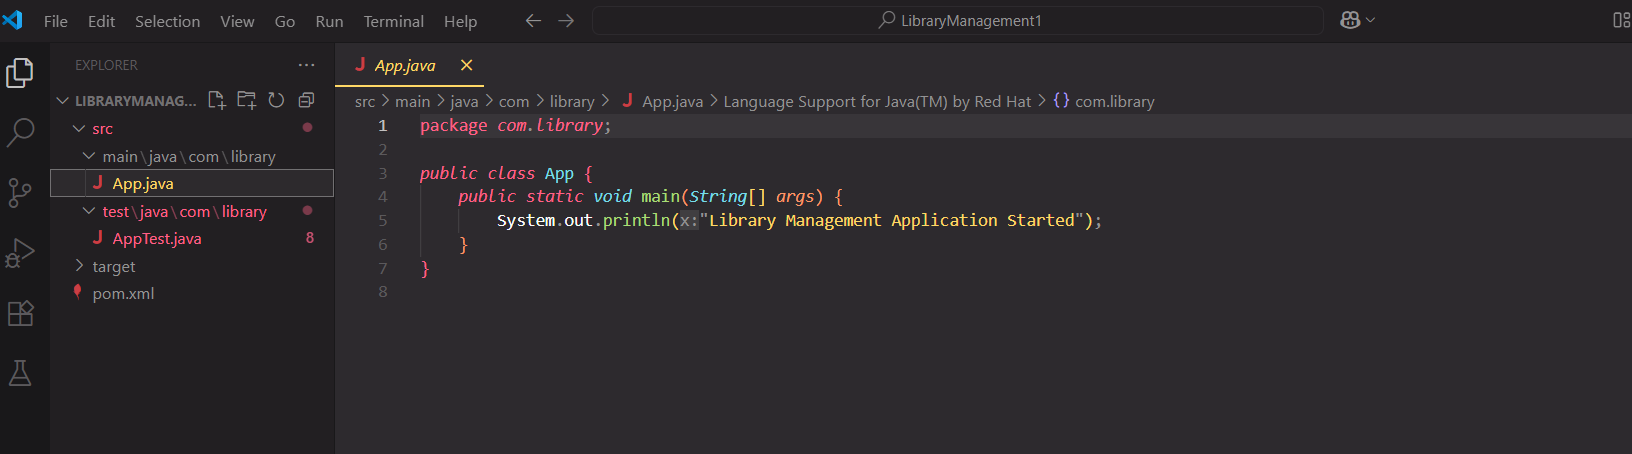 File Edit Selection View Go Run Terminal Help
LibraryManagement1
EXPLORER
LIBRARYMANAG...
src
main\java\com\library
App.java
test\java\com\library
AppTest.java 8
target
pom.xml
App.java
src > main > java > com > library > App.java > Language Support for Java(TM) by Red Hat > {} com.library
1 package com.library;
2
3 public class App {
4 public static void main(String[] args) {
5 System.out.println(x:"Library Management Application Started");
6 }
7 }
8